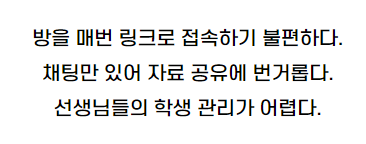 방을 매번 링크로 접속하기 불편하다.
채팅만 있어 자료 공유에 번거롭다.
선생님들의 학생 관리가 어렵다.